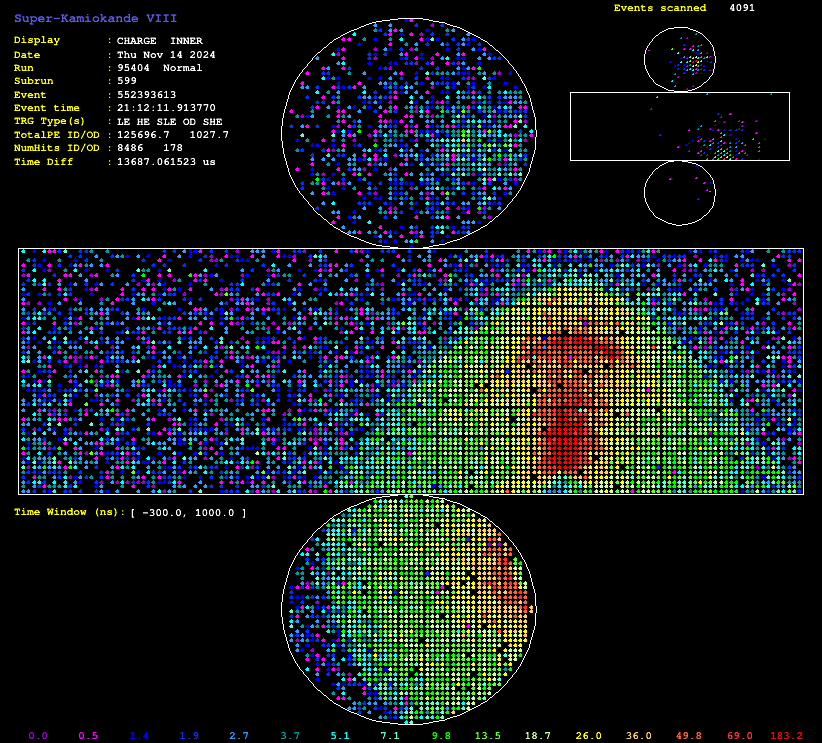 Super-Kamiokande VIII
Events scanned 4091
Display : CHARGE INNER
Date : Thu Nov 14 2024
Run : 95404 Normal
Subrun : 599
Event : 552393613
Event time : 21:12:11.913770
TRG Type(s) : LE HE SLE OD SHE
TotalPE ID/OD : 125696.7 1027.7
NumHits ID/OD : 8486 178
Time Diff : 13687.061523 us
Time Window (ns): [ -300.0, 1000.0 ]
0.0 0.5 1.4 1.9 2.7 3.7 5.1 7.1 9.8 13.5 18.7 26.0 36.0 49.8 69.0 183.2